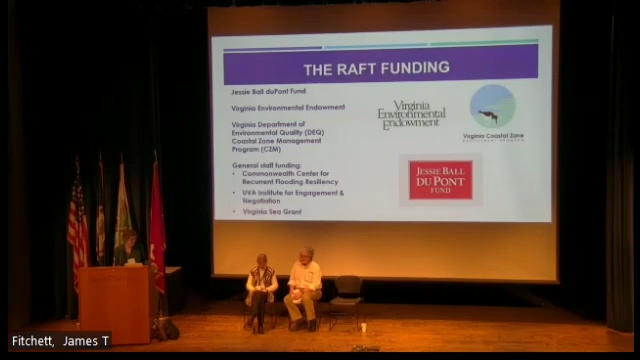 THE RAFT FUNDING
Jessie Ball duPont Fund
Virginia Environmental Endowment
Virginia Department of
Environmental Quality (DEQ)
Coastal Zone Management
Program (CZM)
General staff funding:
• Commonwealth Center for
Recurrent Flooding Resiliency
• UVA Institute for Engagement &
Negotiation
• Virginia Sea Grant
Virginia
Environmental
Endowment
Virginia Coastal Zone
JESSIE BALL
DU PONT
FUND
Fitchett, James T